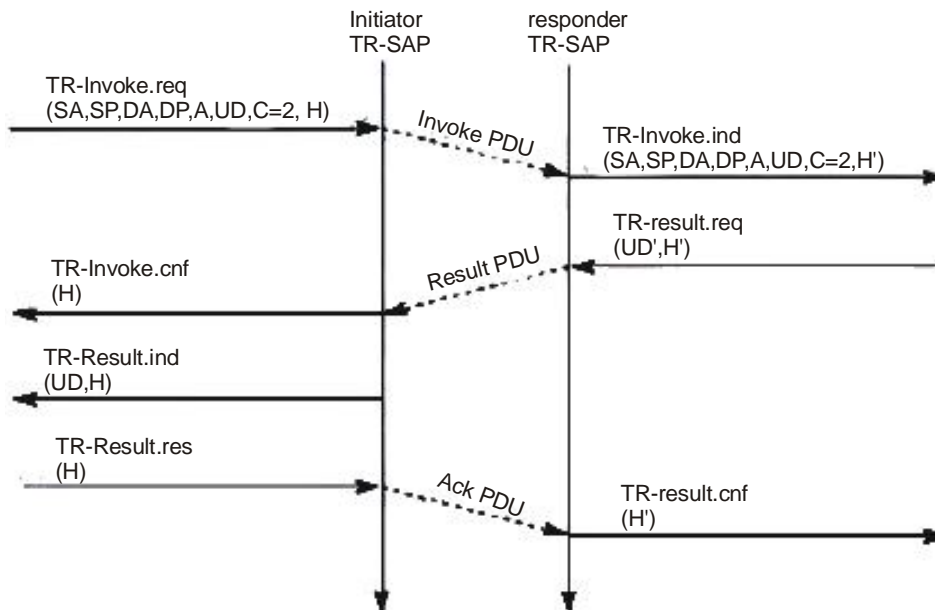 Initiator
TR-SAP
responder
TR-SAP
TR-Invoke.req
(SA,SP,DA,DP,A,UD,C=2, H)
Invoke PDU
TR-Invoke.ind
(SA,SP,DA,DP,A,UD,C=2,H')
TR-result.req
(UD',H')
Result PDU
TR-Invoke.cnf
(H)
TR-Result.ind
(UD,H)
TR-Result.res
(H)
Ack PDU
TR-result.cnf
(H')